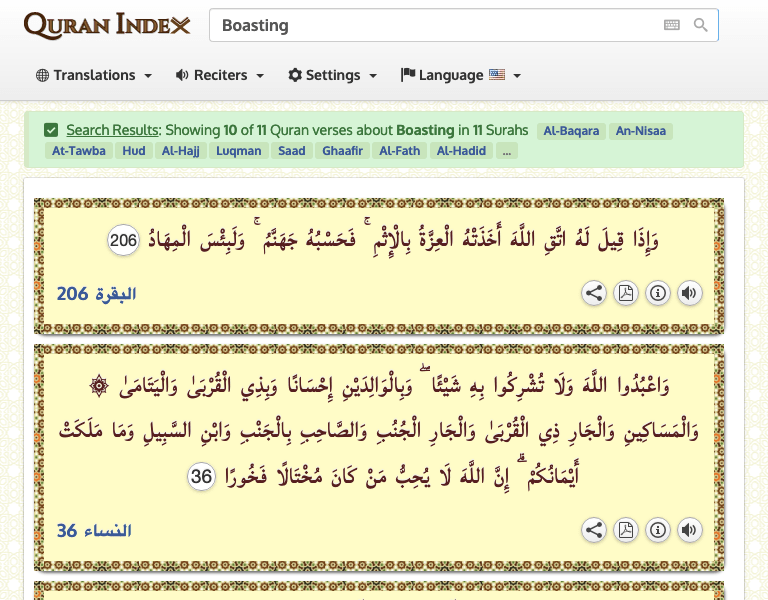 QURAN INDEX
Boasting
Translations Reciters Settings Language
Search Results: Showing 10 of 11 Quran verses about Boasting in 11 Surahs Al-Baqara An-Nisaa
At-Tawba Hud Al-Hajj Luqman Saad Ghaafir Al-Fath Al-Hadid ...
وَإِذَا قِيلَ لَهُ اتَّقِ اللَّهَ أَخَذَتْهُ الْعِزَّةُ بِالْإِثْمِ ۚ فَحَسْبُهُ جَهَنَّمُ ۚ وَلَبِئْسَ الْمِهَادُ 206
البقرة 206
وَاعْبُدُوا اللَّهَ وَلَا تُشْرِكُوا بِهِ شَيْئًا ۖ وَبِالْوَالِدَيْنِ إِحْسَانًا وَبِذِي الْقُرْبَىٰ وَالْيَتَامَىٰ ۞
وَالْمَسَاكِينِ وَالْجَارِ ذِي الْقُرْبَىٰ وَالْجَارِ الْجُنُبِ وَالصَّاحِبِ بِالْجَنْبِ وَابْنِ السَّبِيلِ وَمَا مَلَكَتْ
أَيْمَانُكُمْ ۗ إِنَّ اللَّهَ لَا يُحِبُّ مَنْ كَانَ مُخْتَالًا فَخُورًا 36
النساء 36